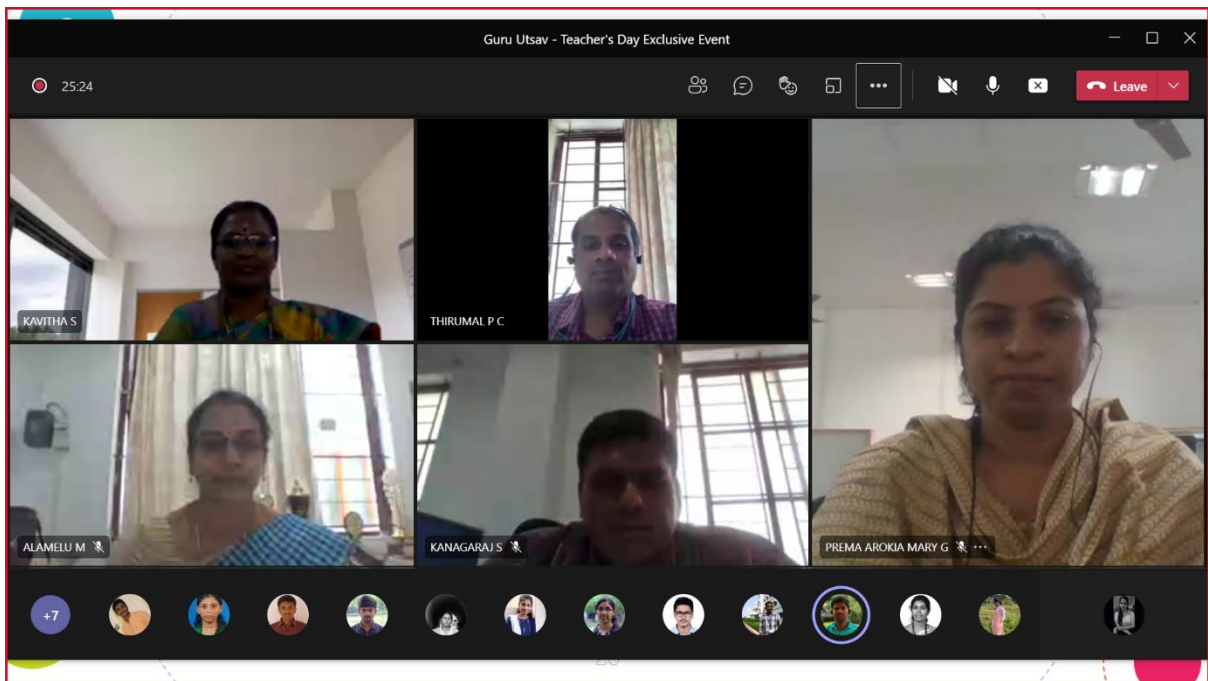 Guru Utsav - Teacher's Day Exclusive Event
25:24
Leave
KAVITHA S
THIRUMAL P C
ALAMELU M
KANAGARAJ S
PREMA AROKIA MARY G
+7